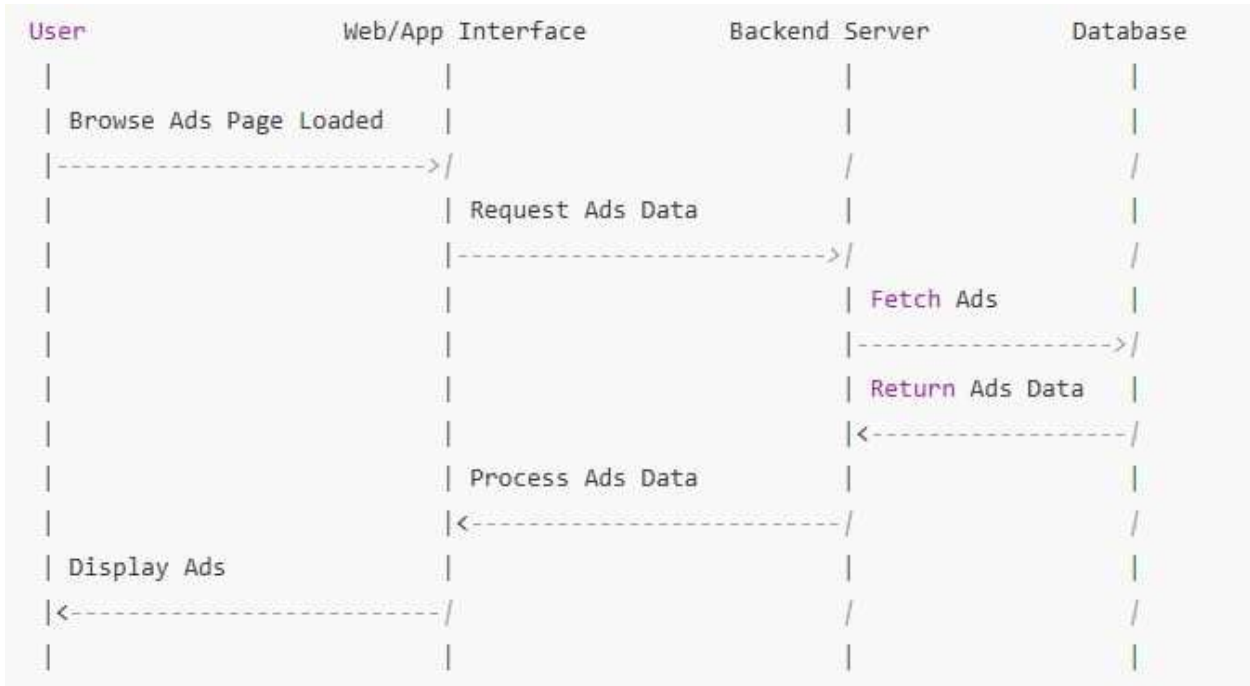 User                 Web/App Interface          Backend Server          Database
 |                           |                           |                   |
 | Browse Ads Page Loaded    |                           |                   |
 |-------------------------->/                           /                   /
 |                           | Request Ads Data          |                   |
 |                           |-------------------------->/                   /
 |                           |                           | Fetch Ads         |
 |                           |                           |------------------>/
 |                           |                           | Return Ads Data   |
 |                           |                           |<------------------/
 |                           | Process Ads Data          |                   |
 |                           |<--------------------------/                   /
 | Display Ads               |                           |                   |
 |<--------------------------/                           /                   /
 |                           |                           |                   |